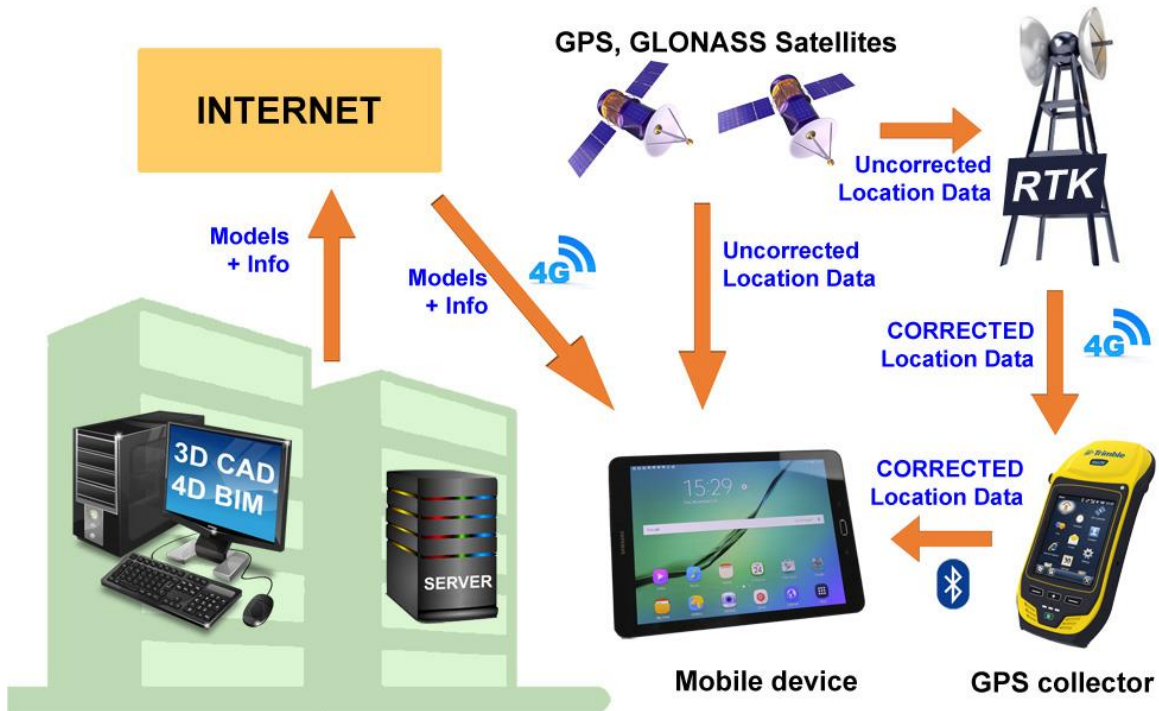 GPS, GLONASS Satellites
INTERNET
Uncorrected
Location Data
RTK
Models
+ Info
4G
Models
+ Info
Uncorrected
Location Data
CORRECTED
Location Data
4G
3D CAD
4D BIM
SERVER
SAMSUNG
15:29
CORRECTED
Location Data
Trimble
Mobile device
GPS collector